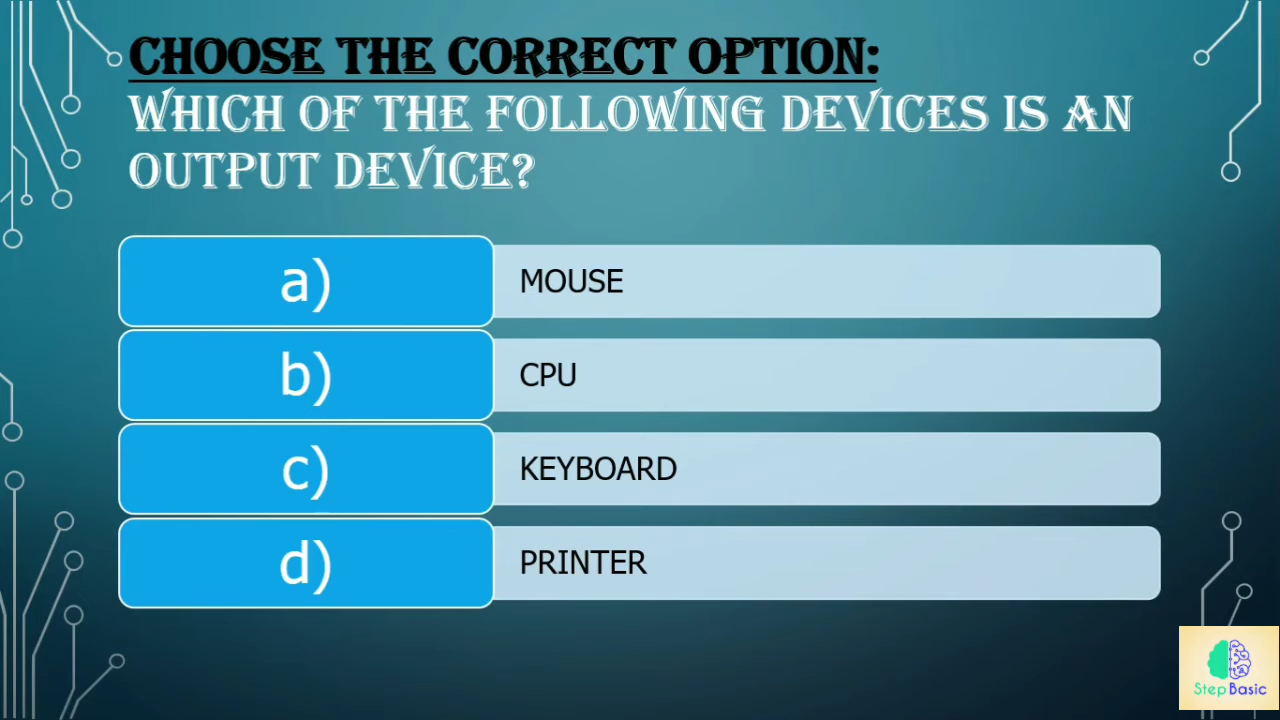 CHOOSE THE CORRECT OPTION:
WHICH OF THE FOLLOWING DEVICES IS AN
OUTPUT DEVICE?
a) MOUSE
b) CPU
c) KEYBOARD
d) PRINTER
Step Basic